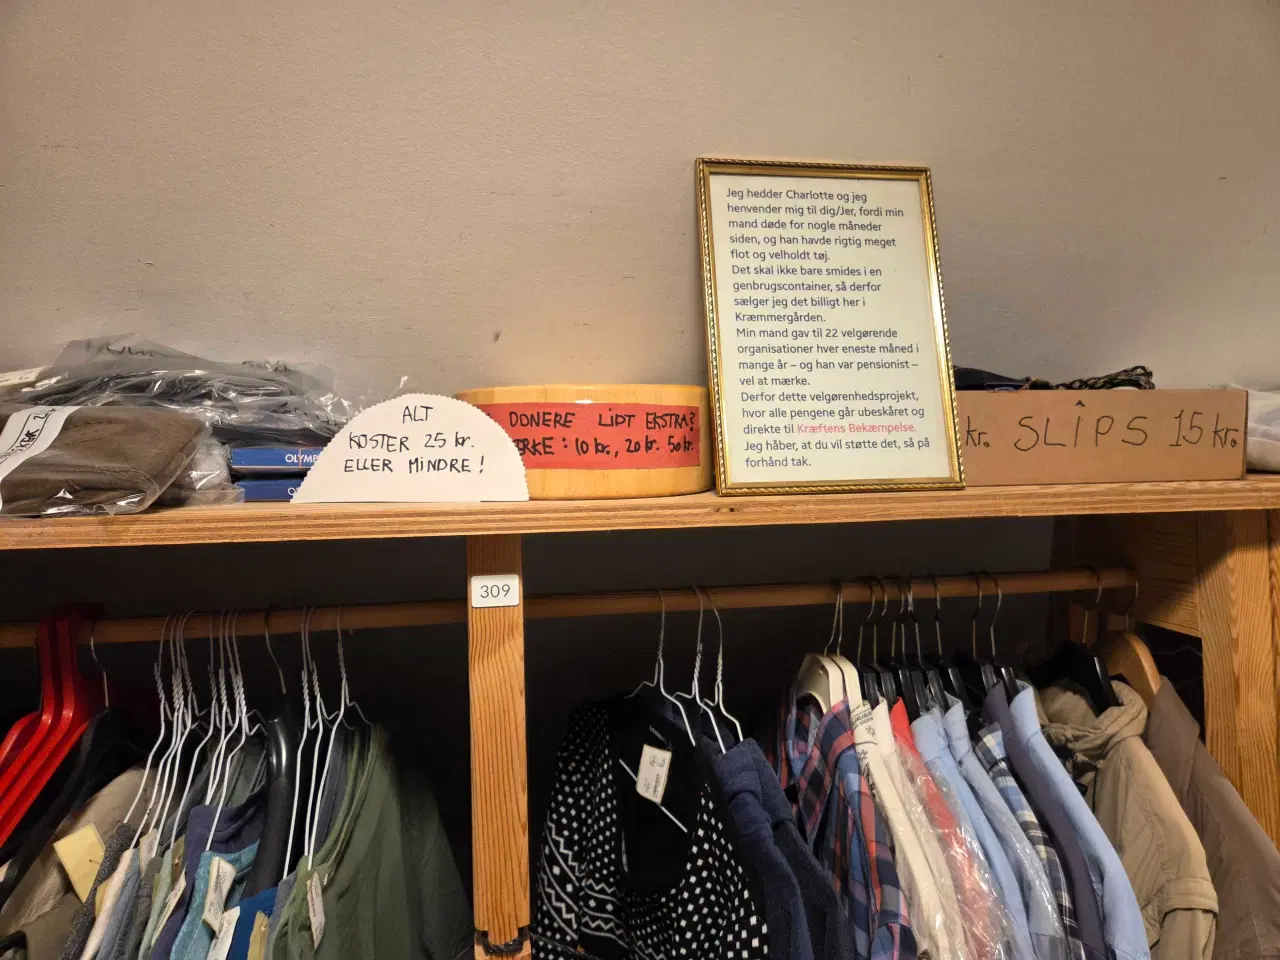 ALT
KOSTER 25 kr.
ELLER MINDRE!
DONERE LIDT EKSTRA?
10 kr., 20 kr. 50 kr.
Jeg hedder Charlotte og jeg
henvender mig til dig/Jer, fordi min
mand døde for nogle måneder
siden, og han havde rigtig meget
flot og velholdt tøj.
Det skal ikke bare smides i en
genbrugscontainer, så derfor
sælger jeg det billigt her i
Kræmmergården.
Min mand gav til 22 velgørende
organisationer hver eneste måned i
mange år – og han var pensionist –
vel at mærke.
Derfor dette velgørenhedsprojekt,
hvor alle pengene går ubeskåret og
direkte til Kræftens Bekæmpelse.
Jeg håber, at du vil støtte det, så på
forhånd tak.
kr. SLIPS 15 kr.
OLYMP
309